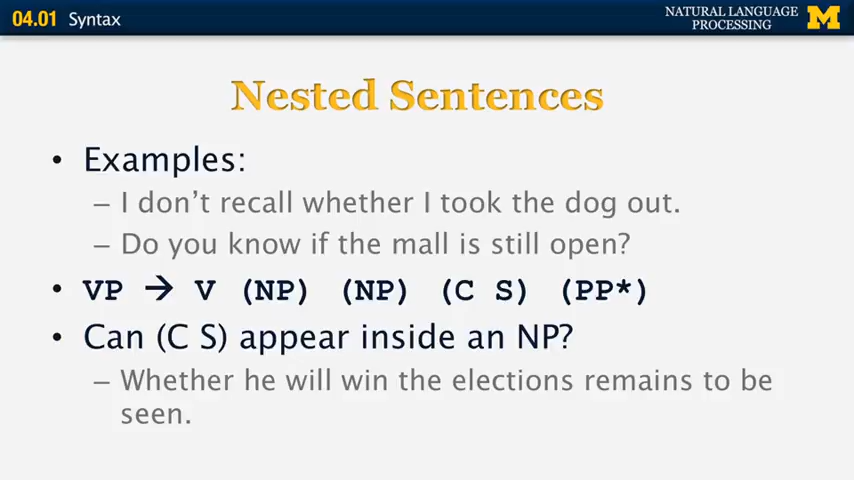 04.01 Syntax
NATURAL LANGUAGE
PROCESSING
M
Nested Sentences
• Examples:
– I don't recall whether I took the dog out.
– Do you know if the mall is still open?
• VP → V (NP) (NP) (C S) (PP*)
• Can (C S) appear inside an NP?
– Whether he will win the elections remains to be
seen.